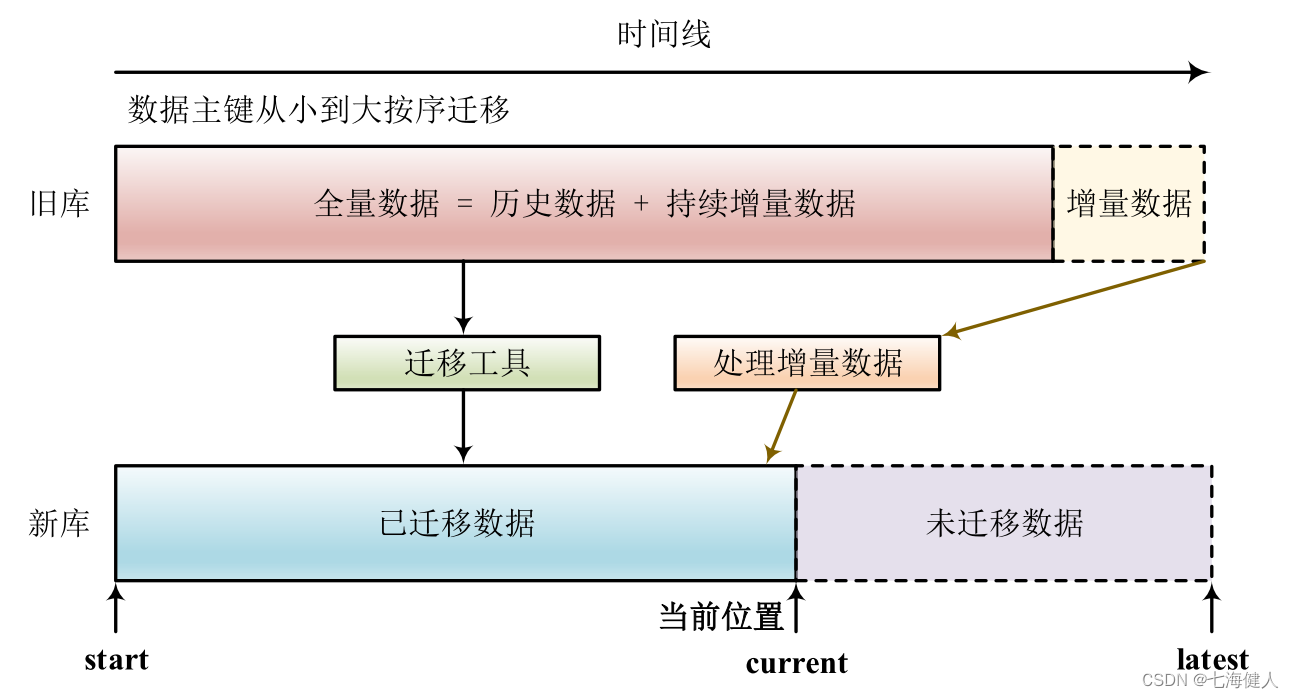 时间线
数据主键从小到大按序迁移
旧库
全量数据 = 历史数据 + 持续增量数据
增量数据
迁移工具
处理增量数据
新库
已迁移数据
未迁移数据
当前位置
start
current
latest
CSDN @七海健人